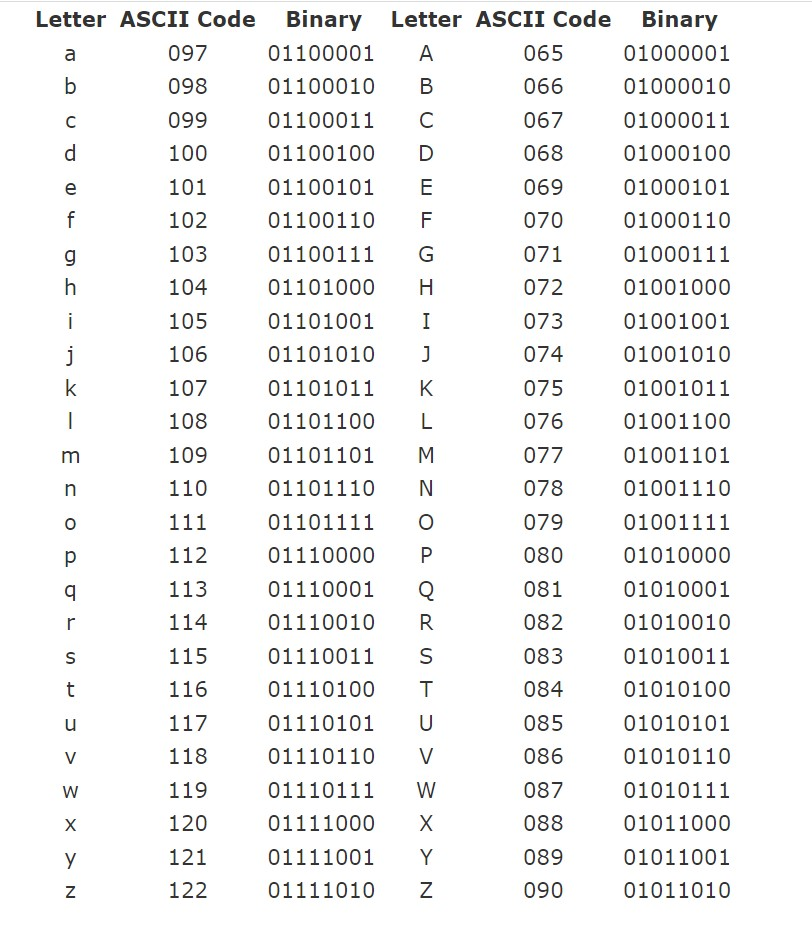 Letter ASCII Code Binary Letter ASCII Code Binary
a 097 01100001 A 065 01000001
b 098 01100010 B 066 01000010
c 099 01100011 C 067 01000011
d 100 01100100 D 068 01000100
e 101 01100101 E 069 01000101
f 102 01100110 F 070 01000110
g 103 01100111 G 071 01000111
h 104 01101000 H 072 01001000
i 105 01101001 I 073 01001001
j 106 01101010 J 074 01001010
k 107 01101011 K 075 01001011
l 108 01101100 L 076 01001100
m 109 01101101 M 077 01001101
n 110 01101110 N 078 01001110
o 111 01101111 O 079 01001111
p 112 01110000 P 080 01010000
q 113 01110001 Q 081 01010001
r 114 01110010 R 082 01010010
s 115 01110011 S 083 01010011
t 116 01110100 T 084 01010100
u 117 01110101 U 085 01010101
v 118 01110110 V 086 01010110
w 119 01110111 W 087 01010111
x 120 01111000 X 088 01011000
y 121 01111001 Y 089 01011001
z 122 01111010 Z 090 01011010